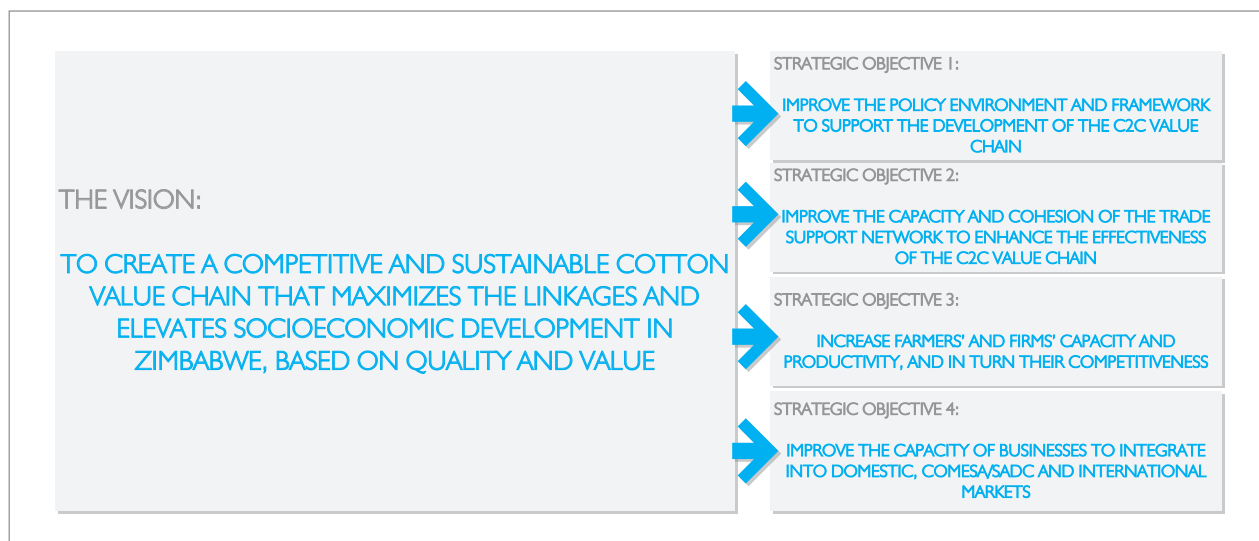 THE VISION:
TO CREATE A COMPETITIVE AND SUSTAINABLE COTTON
VALUE CHAIN THAT MAXIMIZES THE LINKAGES AND
ELEVATES SOCIOECONOMIC DEVELOPMENT IN
ZIMBABWE, BASED ON QUALITY AND VALUE
STRATEGIC OBJECTIVE 1:
IMPROVE THE POLICY ENVIRONMENT AND FRAMEWORK
TO SUPPORT THE DEVELOPMENT OF THE C2C VALUE
CHAIN
STRATEGIC OBJECTIVE 2:
IMPROVE THE CAPACITY AND COHESION OF THE TRADE
SUPPORT NETWORK TO ENHANCE THE EFFECTIVENESS
OF THE C2C VALUE CHAIN
STRATEGIC OBJECTIVE 3:
INCREASE FARMERS’ AND FIRMS’ CAPACITY AND
PRODUCTIVITY, AND IN TURN THEIR COMPETITIVENESS
STRATEGIC OBJECTIVE 4:
IMPROVE THE CAPACITY OF BUSINESSES TO INTEGRATE
INTO DOMESTIC, COMESA/SADC AND INTERNATIONAL
MARKETS